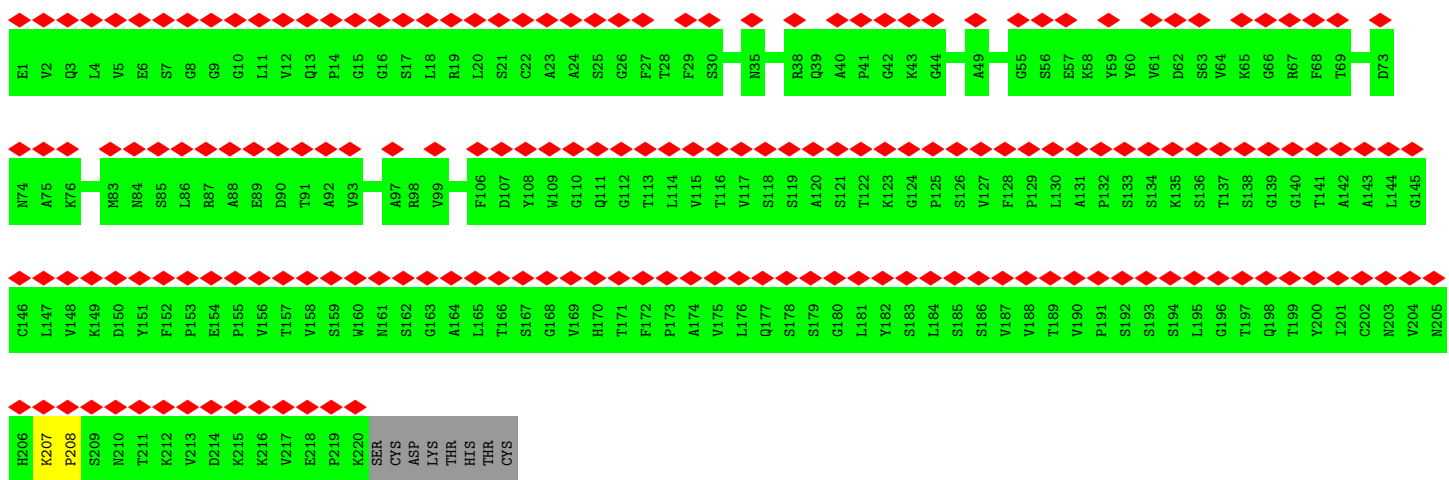 E1 V2 Q3 L4 V5 E6 S7 G8 G9 G10 L11 V12 Q13 P14 G15 G16 S17 L18 R19 L20 S21 C22 A23 A24 S25 G26 F27 T28 F29 S30 N35 R38 Q39 A40 P41 G42 K43 G44 A49 G55 S56 E57 K58 Y59 Y60 V61 D62 S63 V64 K65 G66 R67 F68 T69 D73
N74 A75 K76 M83 N84 S85 L86 R87 A88 E89 D90 T91 A92 V93 A97 R98 V99 F106 D107 Y108 W109 G110 Q111 G112 T113 L114 V115 T116 V117 S118 S119 A120 S121 T122 K123 G124 P125 S126 V127 F128 P129 L130 A131 P132 S133 S134 K135 S136 T137 S138 G139 G140 T141 A142 A143 L144 G145
C146 L147 V148 K149 D150 Y151 F152 P153 E154 P155 V156 T157 V158 S159 W160 N161 S162 G163 A164 L165 T166 S167 G168 V169 H170 T171 F172 P173 A174 V175 L176 Q177 S178 S179 G180 L181 Y182 S183 L184 S185 S186 V187 V188 T189 V190 P191 S192 S193 S194 L195 G196 T197 Q198 T199 Y200 I201 C202 N203 V204 N205
H206 K207 P208 S209 N210 T211 K212 V213 D214 K215 K216 V217 E218 P219 K220 SER CYS ASP LYS THR HIS THR CYS